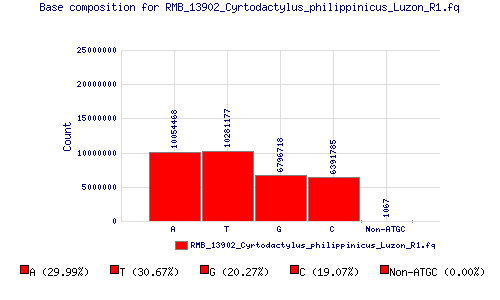 Base composition for RMB_13902_Cyrtodactylus_philippinicus_Luzon_R1.fq
25000000
20000000
15000000
10000000
5000000
0
Count
10054468
10281177
6796718
6391785
1067
A T G C Non-ATGC
RMB_13902_Cyrtodactylus_philippinicus_Luzon_R1.fq
A (29.99%) T (30.67%) G (20.27%) C (19.07%) Non-ATGC (0.00%)